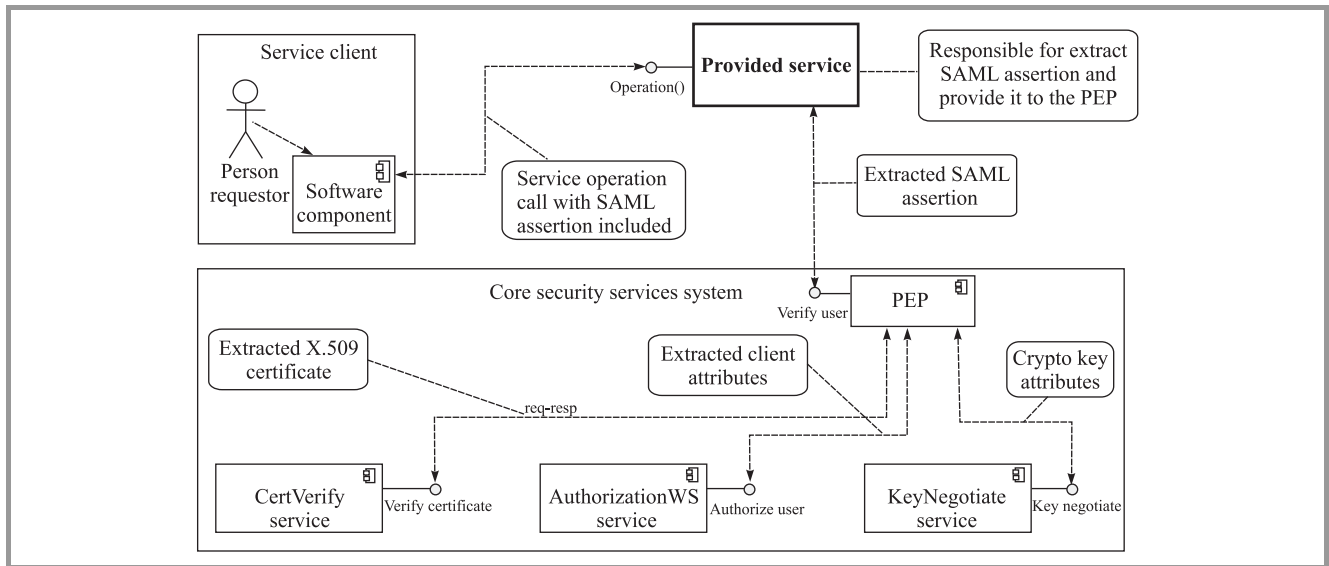 Service client
Person
requestor
Software
component
Operation()
Provided service
Responsible for extract
SAML assertion and
provide it to the PEP
Service operation
call with SAML
assertion included
Extracted SAML
assertion
Core security services system
Verify user
PEP
Extracted X.509
certificate
Extracted client
attributes
Crypto key
attributes
req-resp
CertVerify
service
Verify certificate
AuthorizationWS
service
Authorize user
KeyNegotiate
service
Key negotiate